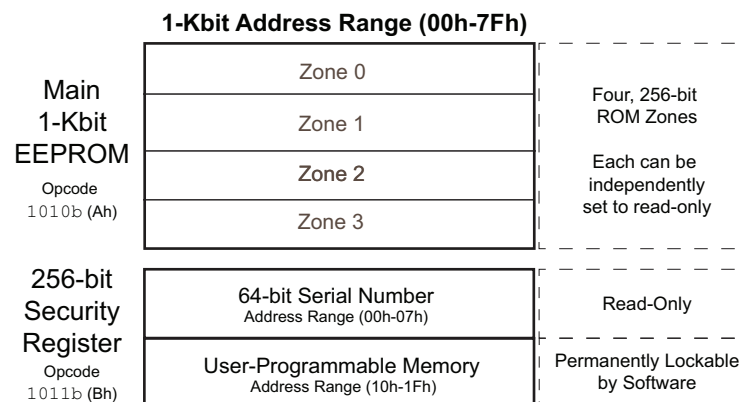 1-Kbit Address Range (00h-7Fh)
Main
1-Kbit
EEPROM
Opcode
1010b (Ah)
Zone 0
Zone 1
Zone 2
Zone 3
Four, 256-bit
ROM Zones
Each can be
independently
set to read-only
256-bit
Security
Register
Opcode
1011b (Bh)
64-bit Serial Number
Address Range (00h-07h)
Read-Only
User-Programmable Memory
Address Range (10h-1Fh)
Permanently Lockable
by Software